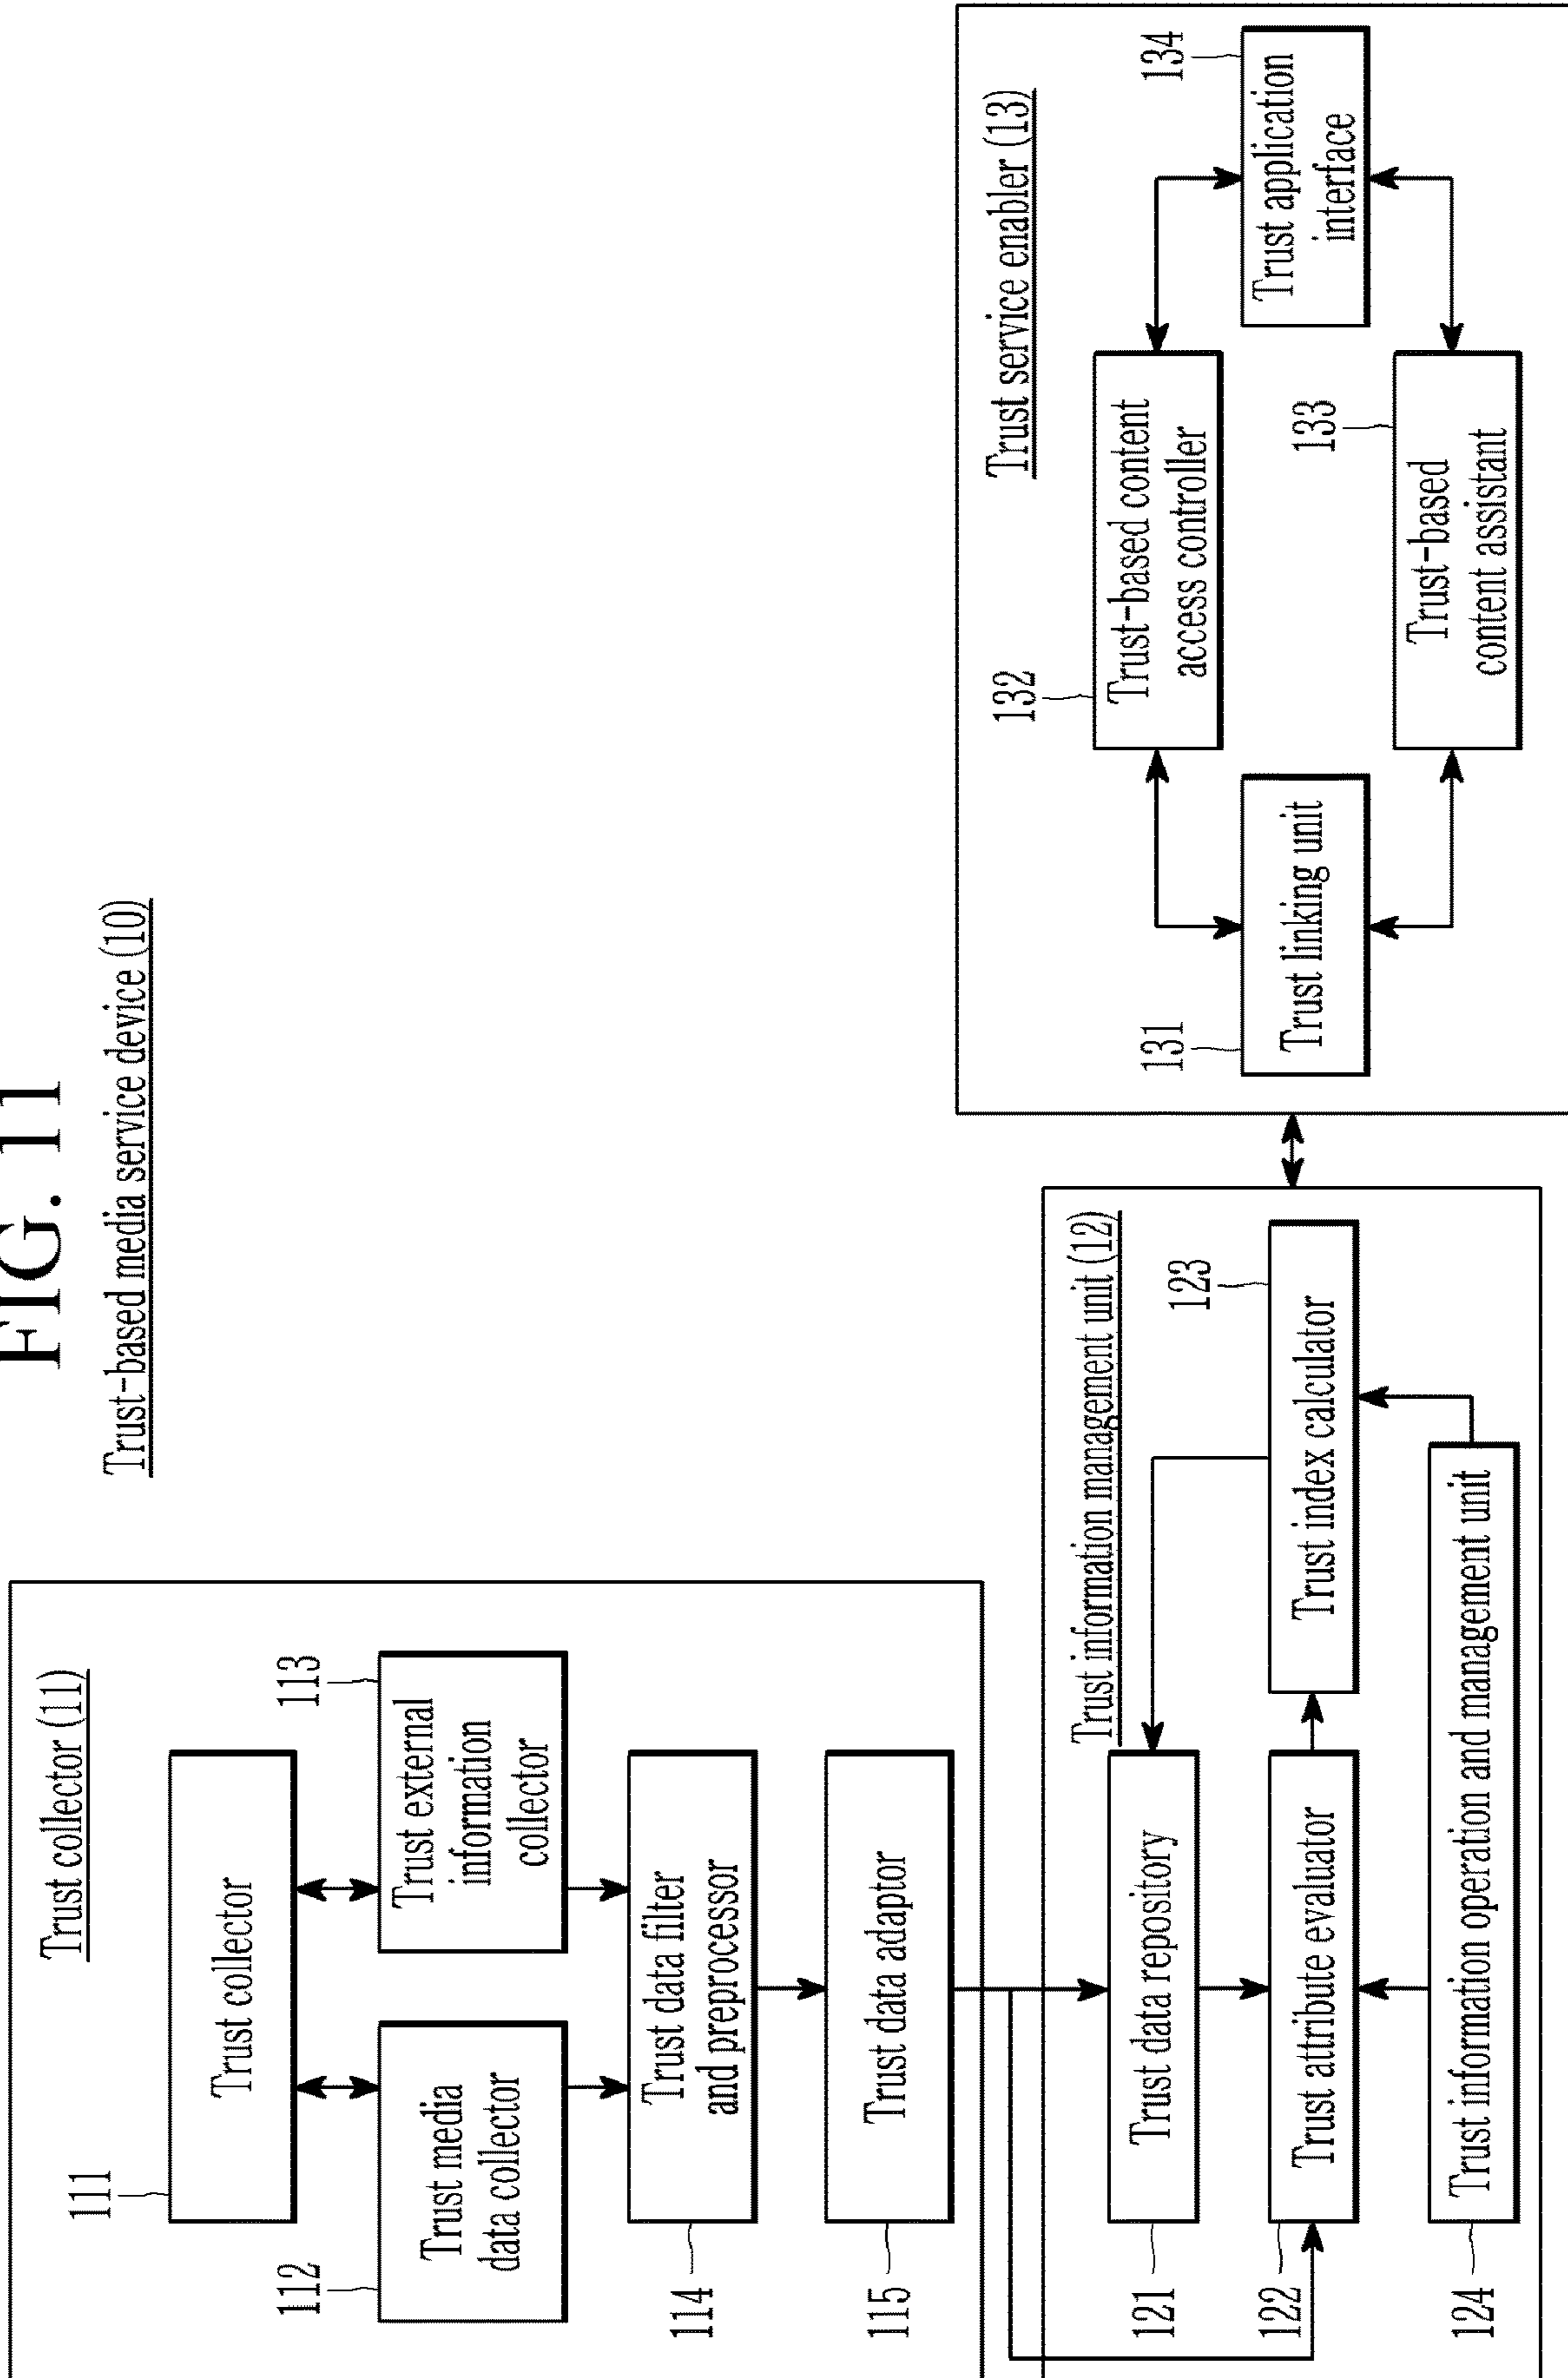 FIG. 11
Trust-based media service device (10)
Trust collector (11)
111
Trust collector
112
Trust media
data collector
113
Trust external
information
collector
114
Trust data filter
and preprocessor
115
Trust data adaptor
Trust information management unit (12)
121
Trust data repository
122
Trust attribute evaluator
123
Trust index calculator
124
Trust information operation and management unit
Trust service enabler (13)
131
Trust linking unit
132
Trust-based content
access controller
133
Trust-based
content assistant
134
Trust application
interface